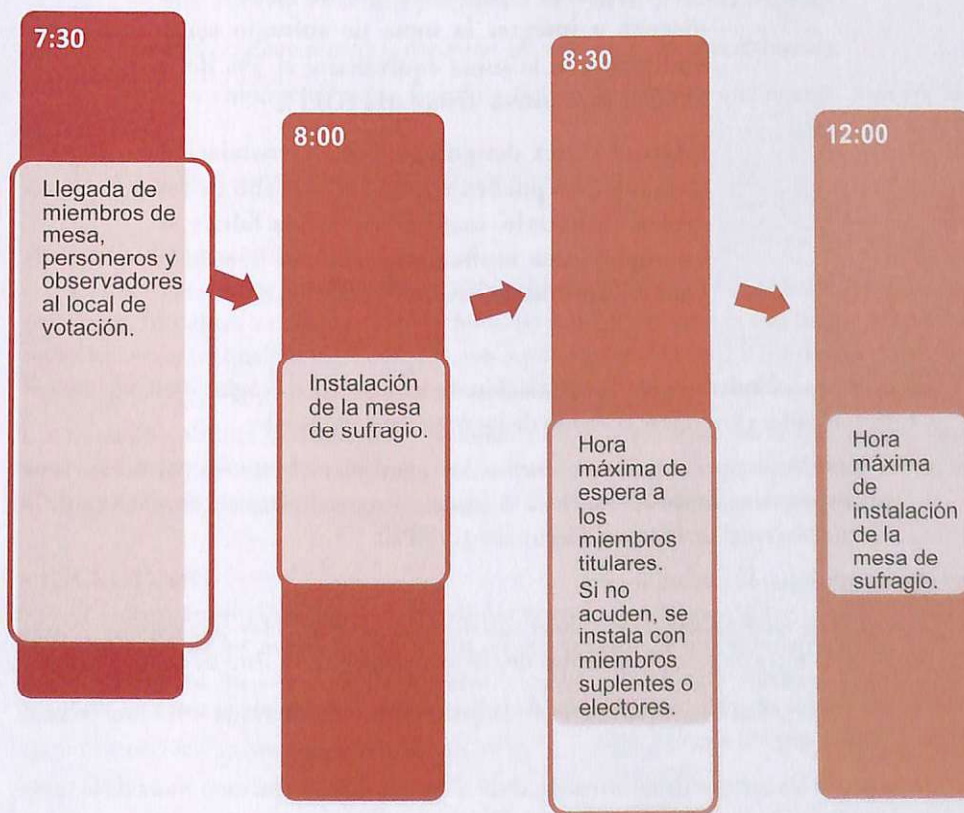 7:30
Llegada de
miembros de
mesa,
personeros y
observadores
al local de
votación.
8:00
Instalación
de la mesa
de sufragio.
8:30
Hora
máxima de
espera a
los
miembros
titulares.
Si no
acuden, se
instala con
miembros
suplentes o
electores.
12:00
Hora
máxima
de
instalación
de la
mesa de
sufragio.